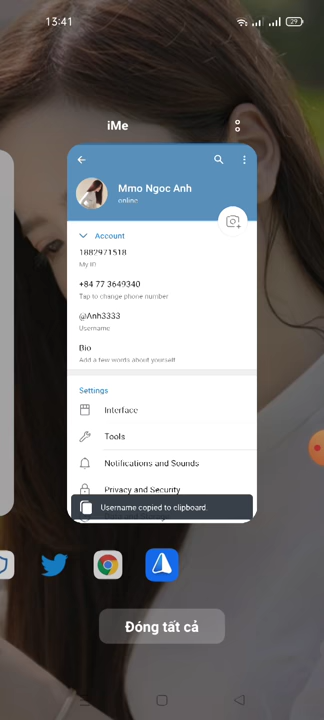 13:41
29
iMe
Mmo Ngoc Anh
online
Account
1882971518
My ID
+84 77 3649340
Tap to change phone number
@Anh3333
Username
Bio
Add a few words about yourself
Settings
Interface
Tools
Notifications and Sounds
Privacy and Security
Username copied to clipboard.
Đóng tất cả